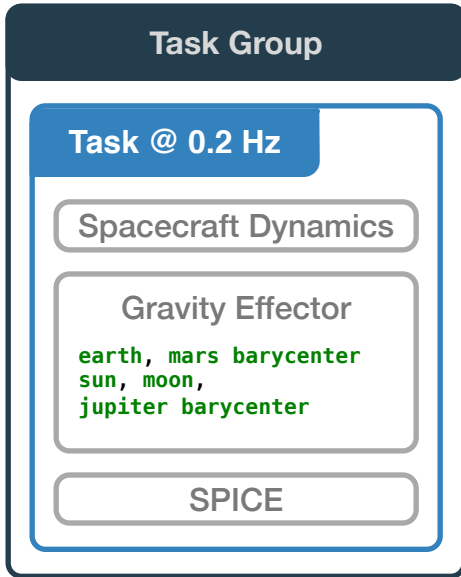 Task Group
Task @ 0.2 Hz
Spacecraft Dynamics
Gravity Effector
earth, mars barycenter
sun, moon,
jupiter barycenter
SPICE